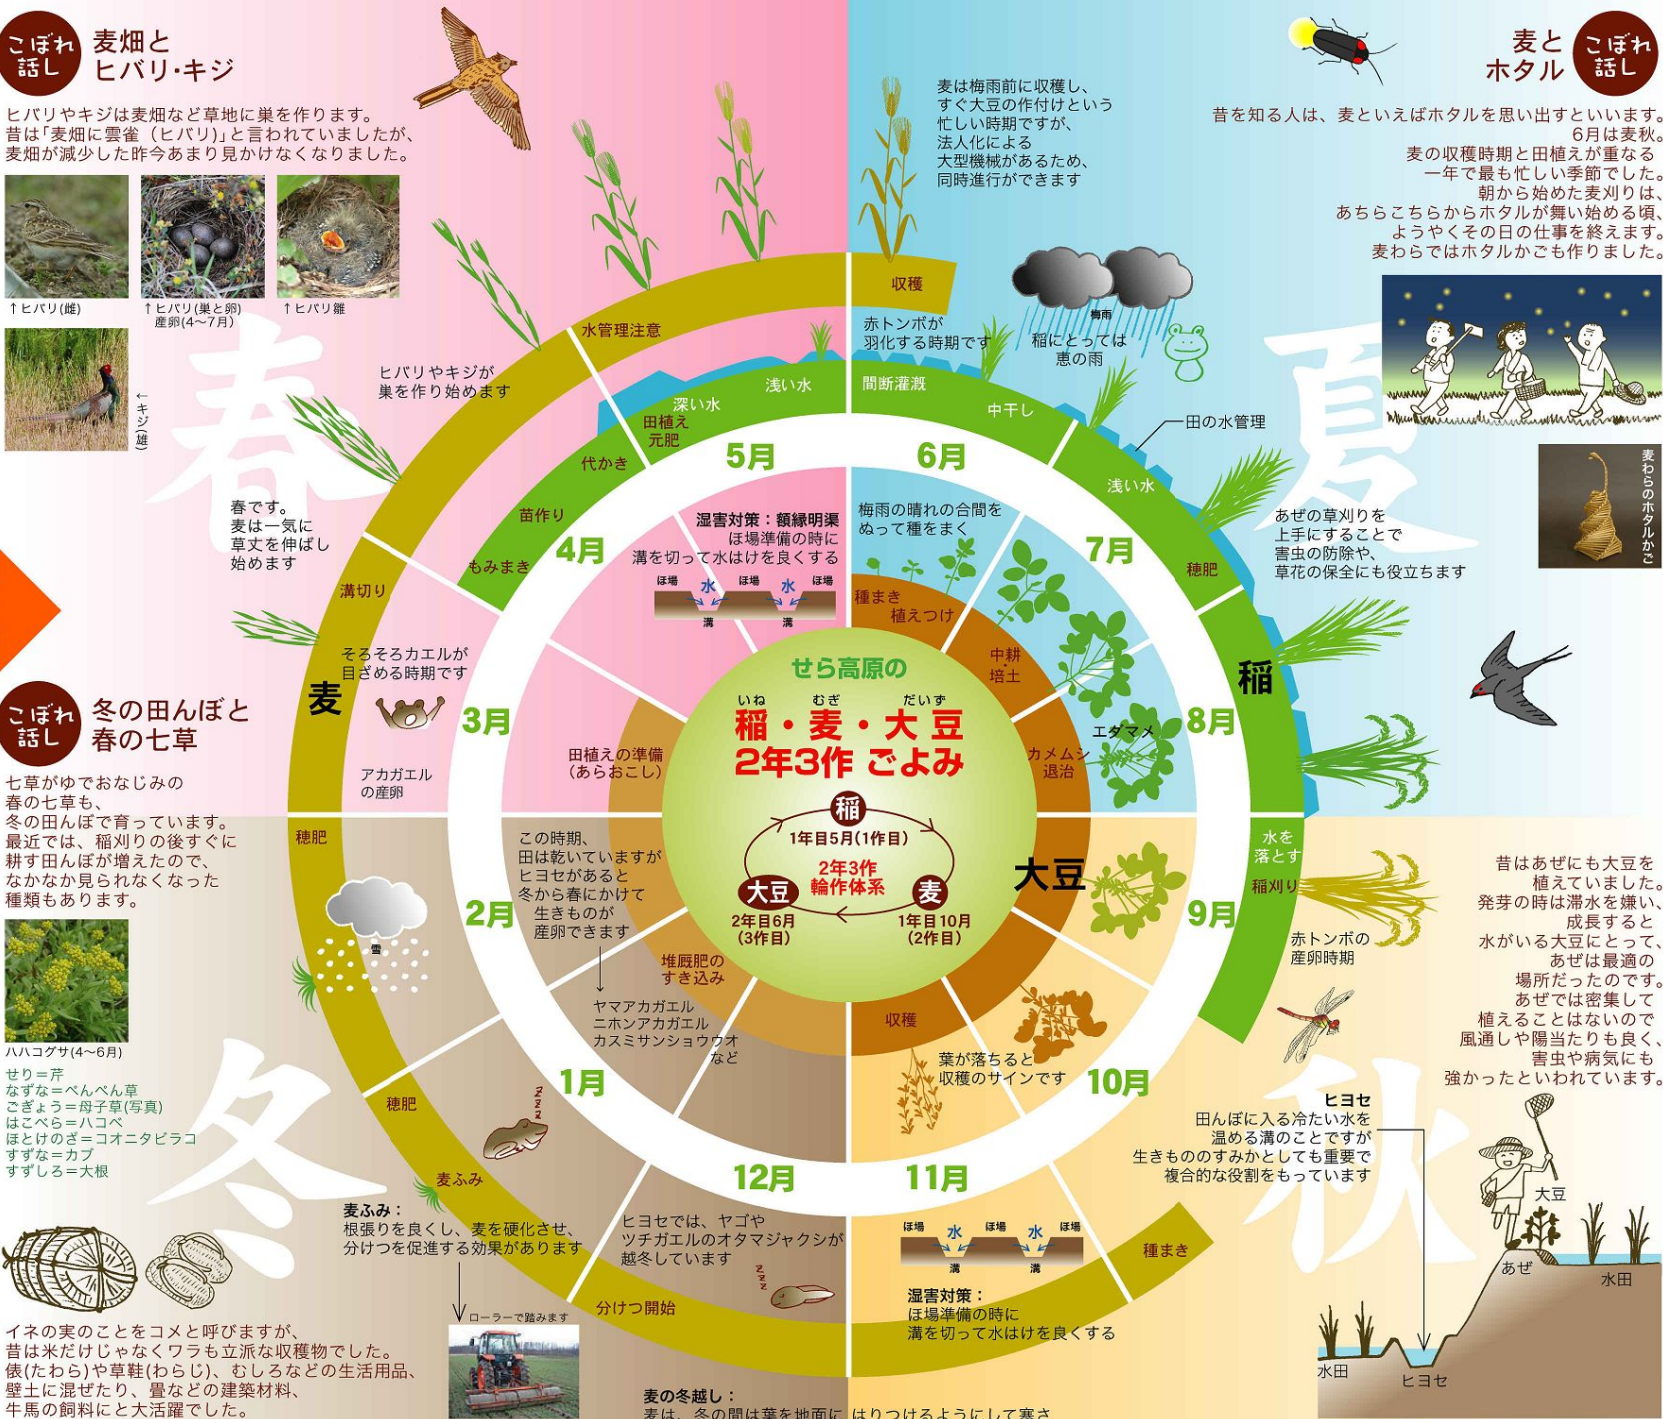 こぼれ
話し
麦畑と
ヒバリ・キジ
ヒバリやキジは麦畑など草地に巣を作ります。
昔は「麦畑に雲雀（ヒバリ)」と言われていましたが、
麦畑が減少した昨今あまり見かけなくなりました。
↑ヒバリ(雌)
↑ヒバリ(巣と卵)
産卵(4〜7月)
↑ヒバリ雛
←キジ(雄)
春
春です。
麦は一気に
草丈を伸ばし
始めます
ヒバリやキジが
巣を作り始めます
麦は梅雨前に収穫し、
すぐ大豆の作付けという
忙しい時期ですが、
法人化による
大型機械があるため、
同時進行ができます
麦と
ホタル
こぼれ
話し
昔を知る人は、麦といえばホタルを思い出すといいます。
6月は麦秋。
麦の収穫時期と田植えが重なる
一年で最も忙しい季節でした。
朝から始めた麦刈りは、
あちらこちらからホタルが舞い始める頃、
ようやくその日の仕事を終えます。
麦わらではホタルかごも作りました。
麦わらのホタルかご
夏
収穫
赤トンボが
羽化する時期です
梅雨
稲にとっては
恵の雨
田の水管理
あぜの草刈りを
上手にすることで
害虫の防除や、
草花の保全にも役立ちます
水管理注意
溝切り
麦
そろそろカエルが
目ざめる時期です
アカガエル
の産卵
もみまき
苗作り
代かき
田植え
元肥
深い水
浅い水
間断灌漑
中干し
浅い水
穂肥
稲
水を
落とす
稲刈り
赤トンボの
産卵時期
3月
4月
5月
6月
7月
8月
9月
10月
11月
12月
1月
2月
湿害対策：額縁明渠
ほ場準備の時に
溝を切って水はけを良くする
ほ場
水
ほ場
水
ほ場
溝
溝
梅雨の晴れの合間を
ぬって種をまく
種まき
植えつけ
中耕
・
培土
カメムシ
退治
エダマメ
大豆
収穫
葉が落ちると
収穫のサインです
田植えの準備
(あらおこし)
堆厩肥の
すき込み
せら高原の
いね
むぎ
だいず
稲・麦・大豆
2年3作 ごよみ
稲
1年目5月(1作目)
2年3作
輪作体系
大豆
2年目6月
(3作目)
麦
1年目10月
(2作目)
この時期、
田は乾いていますが
ヒヨセがあると
冬から春にかけて
生きものが
産卵できます
ヤマアカガエル
ニホンアカガエル
カスミサンショウウオ
など
こぼれ
話し
冬の田んぼと
春の七草
七草がゆでおなじみの
春の七草も、
冬の田んぼで育っています。
最近では、稲刈りの後すぐに
耕す田んぼが増えたので、
なかなか見られなくなった
種類もあります。
ハハコグサ(4〜6月)
せり＝芹
なずな＝ぺんぺん草
ごぎょう＝母子草(写真)
はこべら＝ハコベ
ほとけのざ＝コオニタビラコ
すずな＝カブ
すずしろ＝大根
冬
穂肥
雪
穂肥
麦ふみ
麦ふみ：
根張りを良くし、麦を硬化させ、
分けつを促進する効果があります
ローラーで踏みます
zzz
ヒヨセでは、ヤゴや
ツチガエルのオタマジャクシが
越冬しています
zzz
分けつ開始
イネの実のことをコメと呼びますが、
昔は米だけじゃなくワラも立派な収穫物でした。
俵(たわら)や草鞋(わらじ)、むしろなどの生活用品、
壁土に混ぜたり、畳などの建築材料、
牛馬の飼料にと大活躍でした。
麦の冬越し：
麦は、冬の間は葉を地面に はりつけるようにして寒さ
ほ場
水
ほ場
水
ほ場
溝
溝
湿害対策：
ほ場準備の時に
溝を切って水はけを良くする
種まき
昔はあぜにも大豆を
植えていました。
発芽の時は滞水を嫌い、
成長すると
水がいる大豆にとって、
あぜは最適の
場所だったのです。
あぜでは密集して
植えることはないので
風通しや陽当たりも良く、
害虫や病気にも
強かったといわれています。
秋
ヒヨセ
田んぼに入る冷たい水を
温める溝のことですが
生きもののすみかとしても重要で
複合的な役割をもっています
大豆
あぜ
水田
水田
ヒヨセ